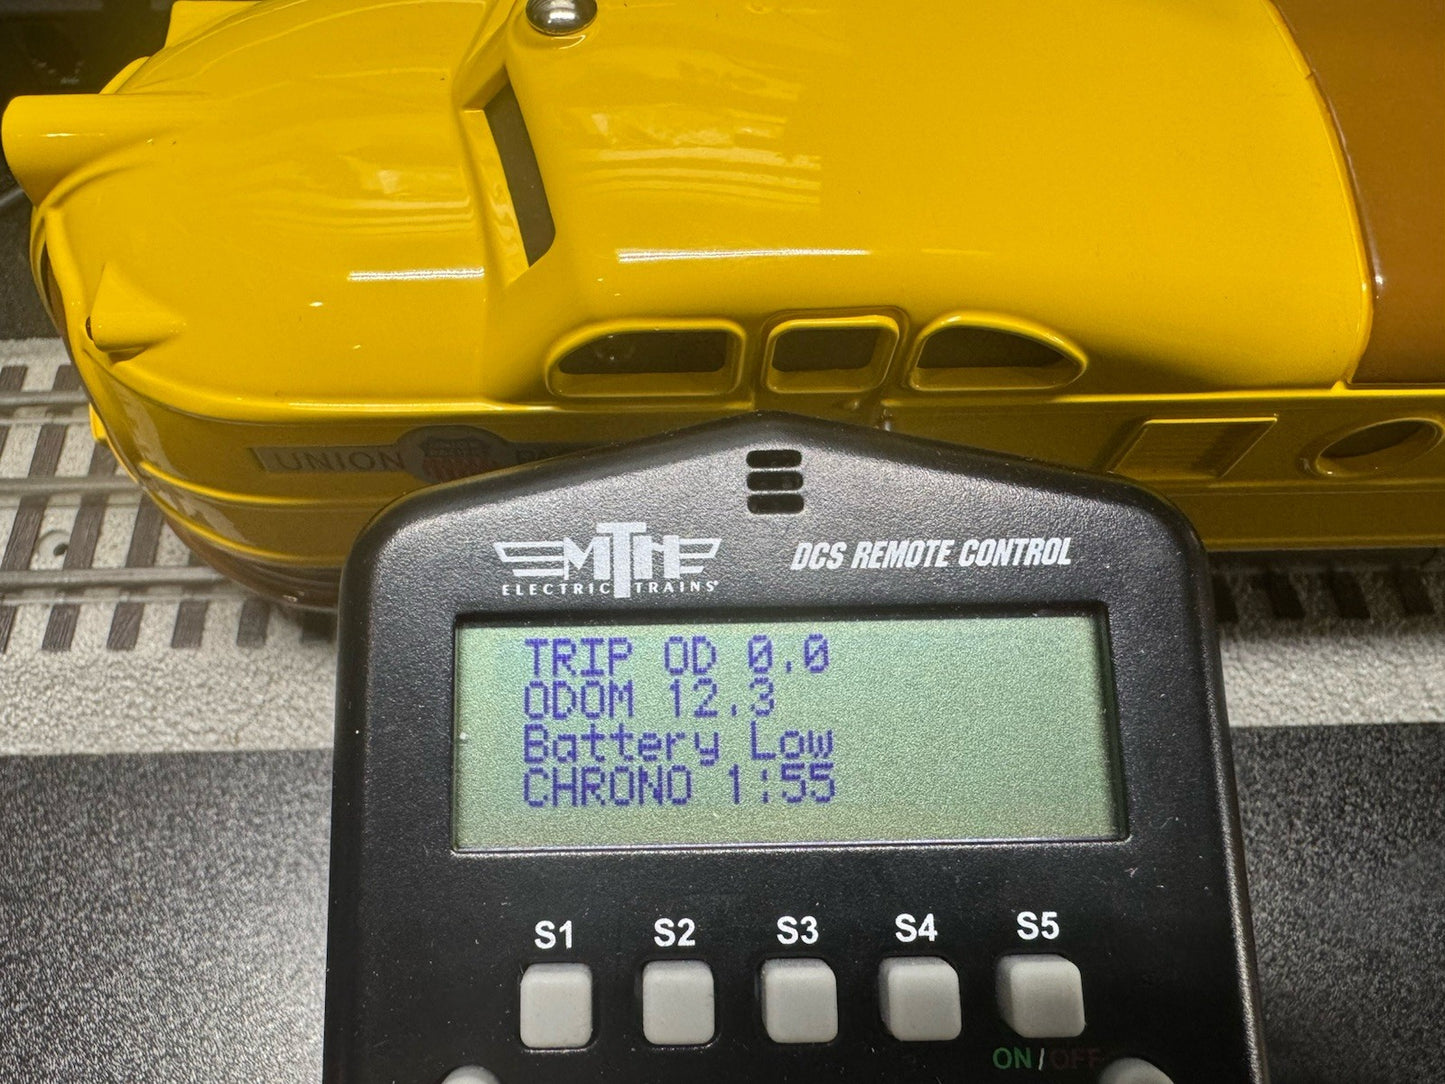 UNION
MTH
ELECTRIC TRAINS
DCS REMOTE CONTROL
TRIP OD 0.0
ODOM 12.3
Battery Low
CHRONO 1:55
S1 S2 S3 S4 S5
ON/OFF